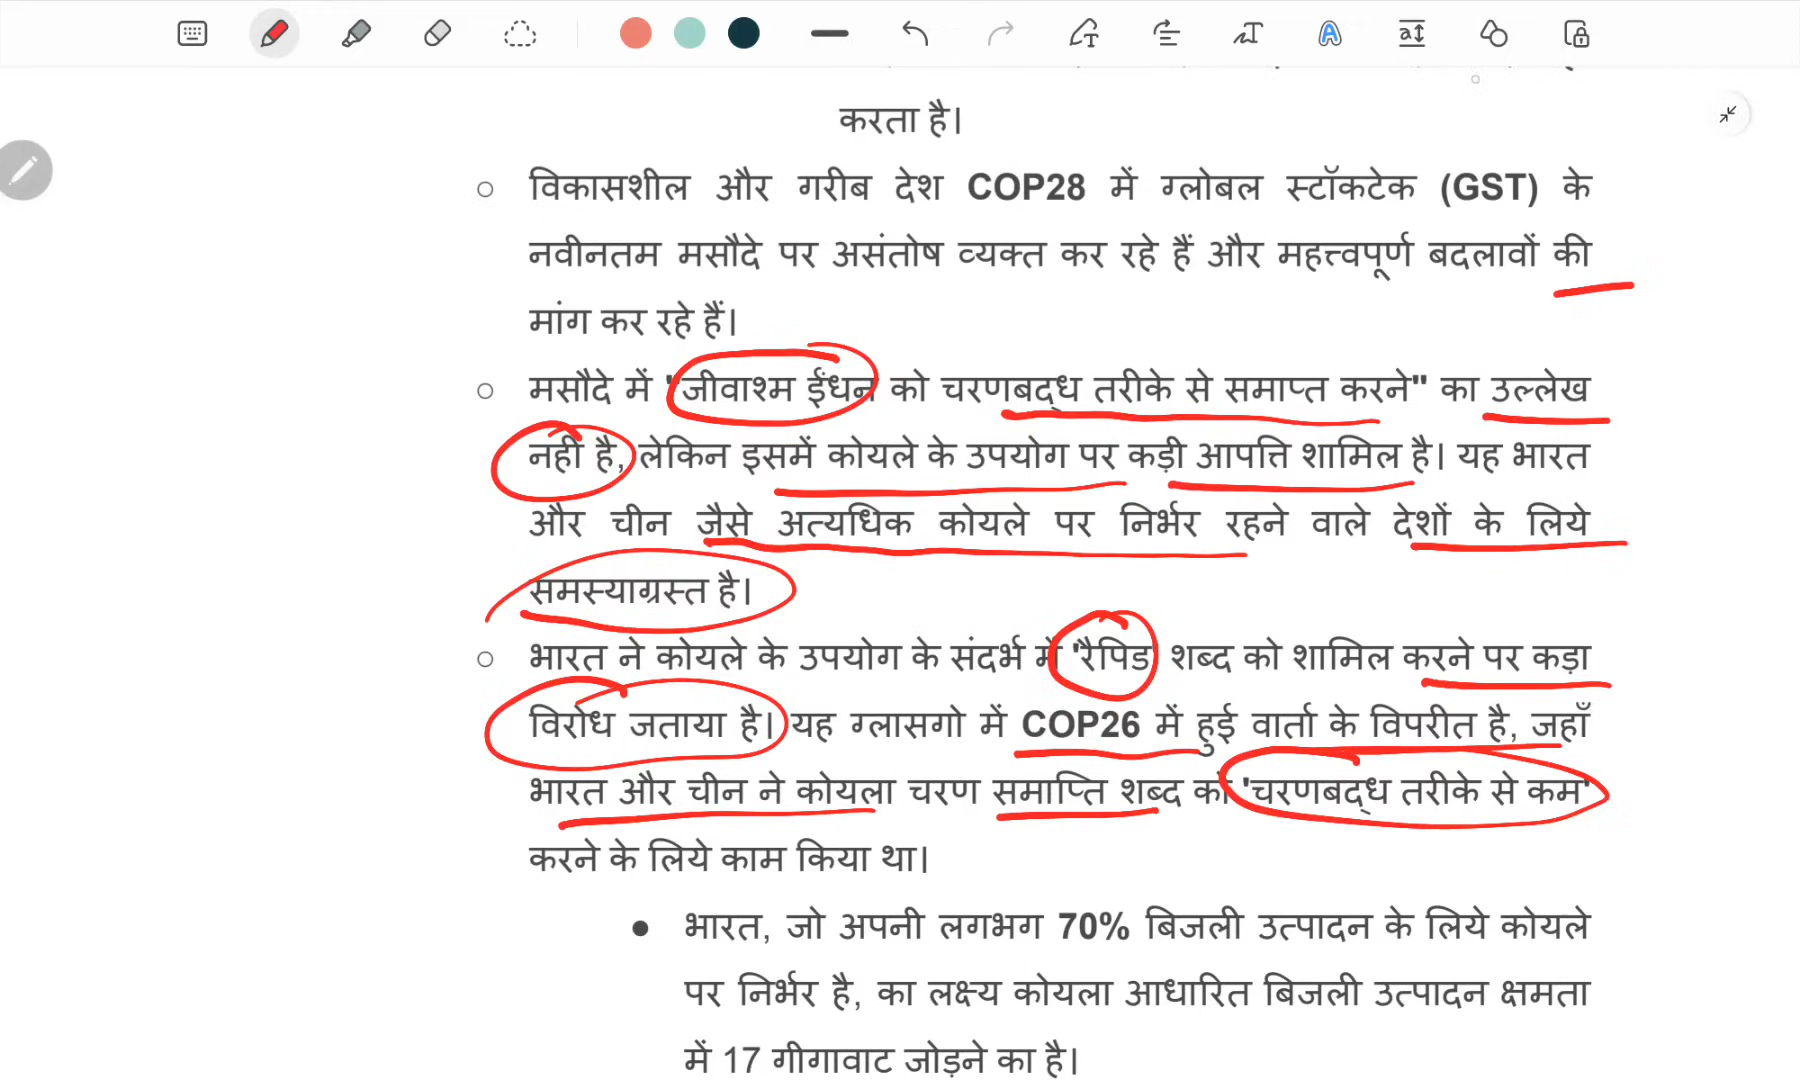 करता है।
विकासशील और गरीब देश COP28 में ग्लोबल स्टॉकटेक (GST) के
नवीनतम मसौदे पर असंतोष व्यक्त कर रहे हैं और महत्त्वपूर्ण बदलावों की
मांग कर रहे हैं।
मसौदे में "जीवाश्म ईंधन को चरणबद्ध तरीके से समाप्त करने" का उल्लेख
नहीं है, लेकिन इसमें कोयले के उपयोग पर कड़ी आपत्ति शामिल है। यह भारत
और चीन जैसे अत्यधिक कोयले पर निर्भर रहने वाले देशों के लिये
समस्याग्रस्त है।
भारत ने कोयले के उपयोग के संदर्भ में 'रैपिड' शब्द को शामिल करने पर कड़ा
विरोध जताया है। यह ग्लासगो में COP26 में हुई वार्ता के विपरीत है, जहाँ
भारत और चीन ने कोयला चरण समाप्ति शब्द को 'चरणबद्ध तरीके से कम'
करने के लिये काम किया था।
भारत, जो अपनी लगभग 70% बिजली उत्पादन के लिये कोयले
पर निर्भर है, का लक्ष्य कोयला आधारित बिजली उत्पादन क्षमता
में 17 गीगावाट जोड़ने का है।